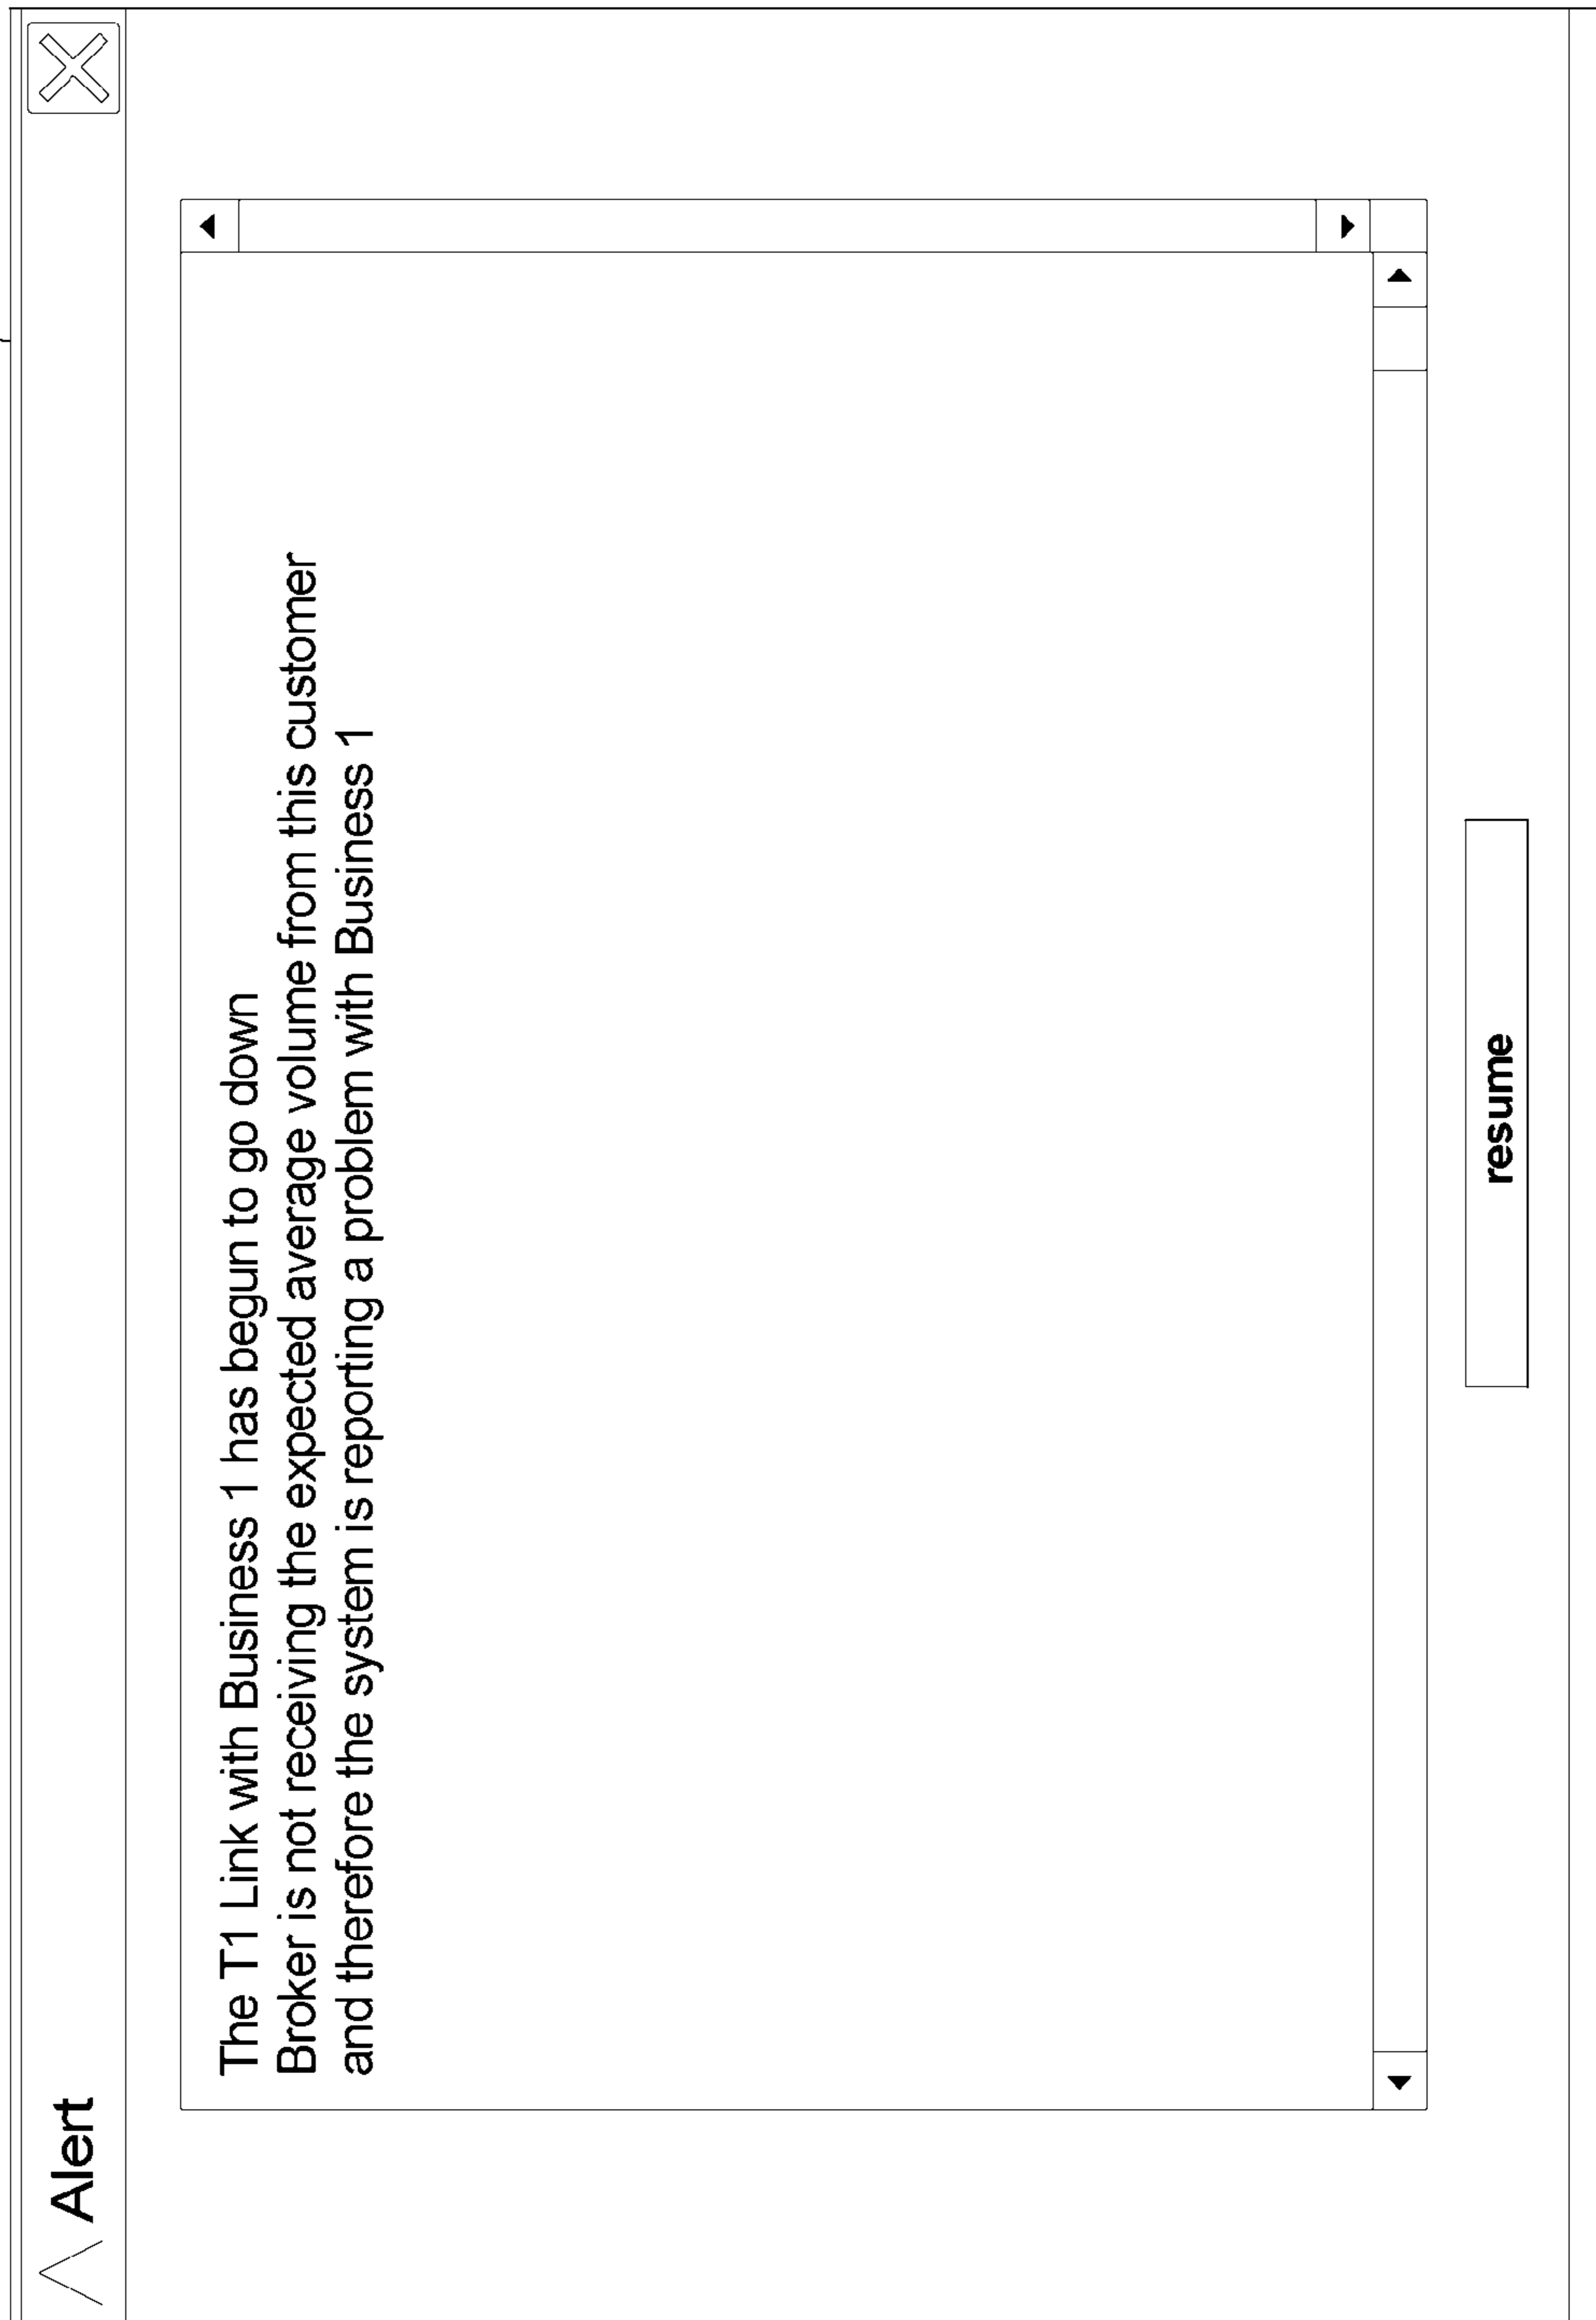 Alert
The T1 Link with Business 1 has begun to go down
Broker is not receiving the expected average volume from this customer
and therefore the system is reporting a problem with Business 1
resume